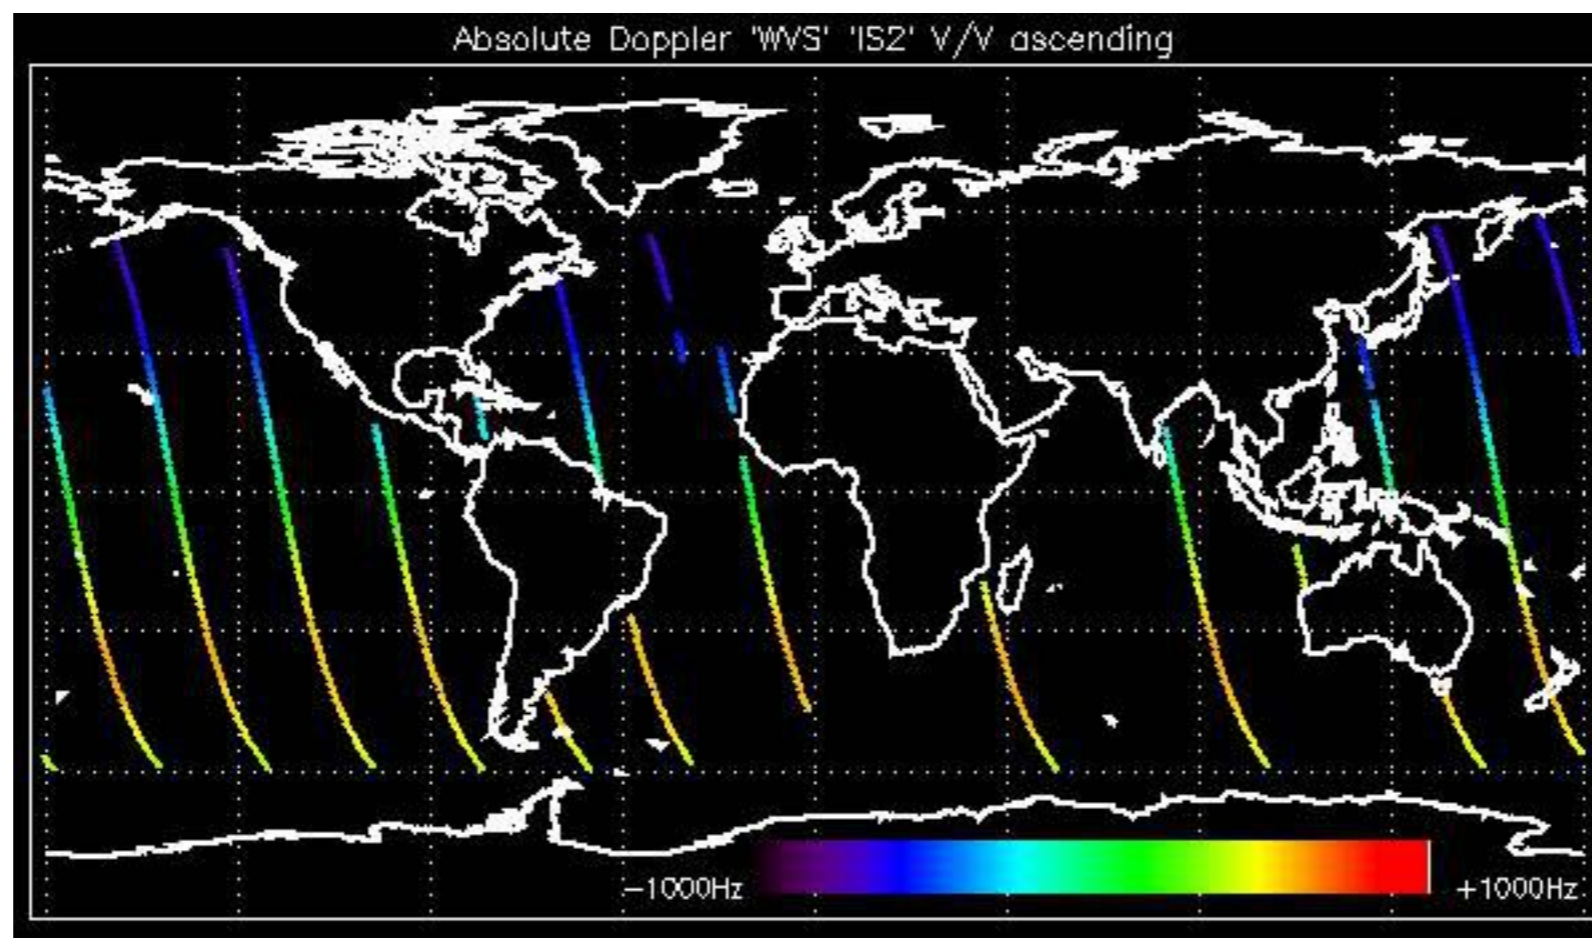 Absolute Doppler 'WVS' 'IS2' V/V ascending
−1000Hz
+1000Hz